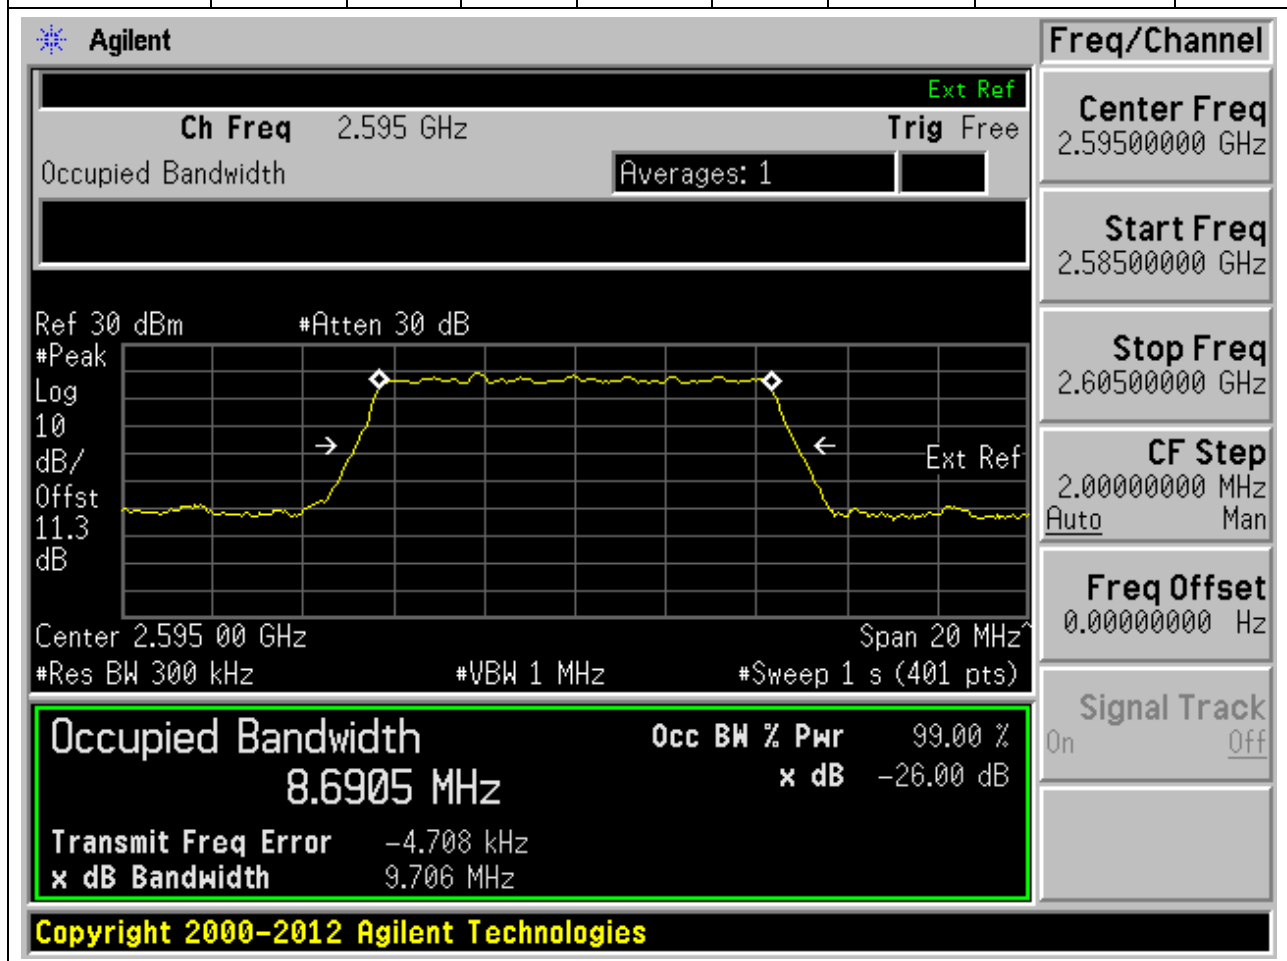 Agilent
Freq/Channel
Ext Ref
Ch Freq 2.595 GHz Trig Free
Occupied Bandwidth Averages: 1
Center Freq
2.59500000 GHz
Start Freq
2.58500000 GHz
Stop Freq
2.60500000 GHz
CF Step
2.00000000 MHz
Auto Man
Freq Offset
0.00000000 Hz
Signal Track
On Off
Ref 30 dBm #Atten 30 dB
#Peak
Log
10
dB/
Offst
11.3
dB
Ext Ref
Center 2.595 00 GHz Span 20 MHz^
#Res BW 300 kHz #VBW 1 MHz #Sweep 1 s (401 pts)
Occupied Bandwidth
8.6905 MHz
Occ BW % Pwr 99.00 %
x dB -26.00 dB
Transmit Freq Error -4.708 kHz
x dB Bandwidth 9.706 MHz
Copyright 2000-2012 Agilent Technologies